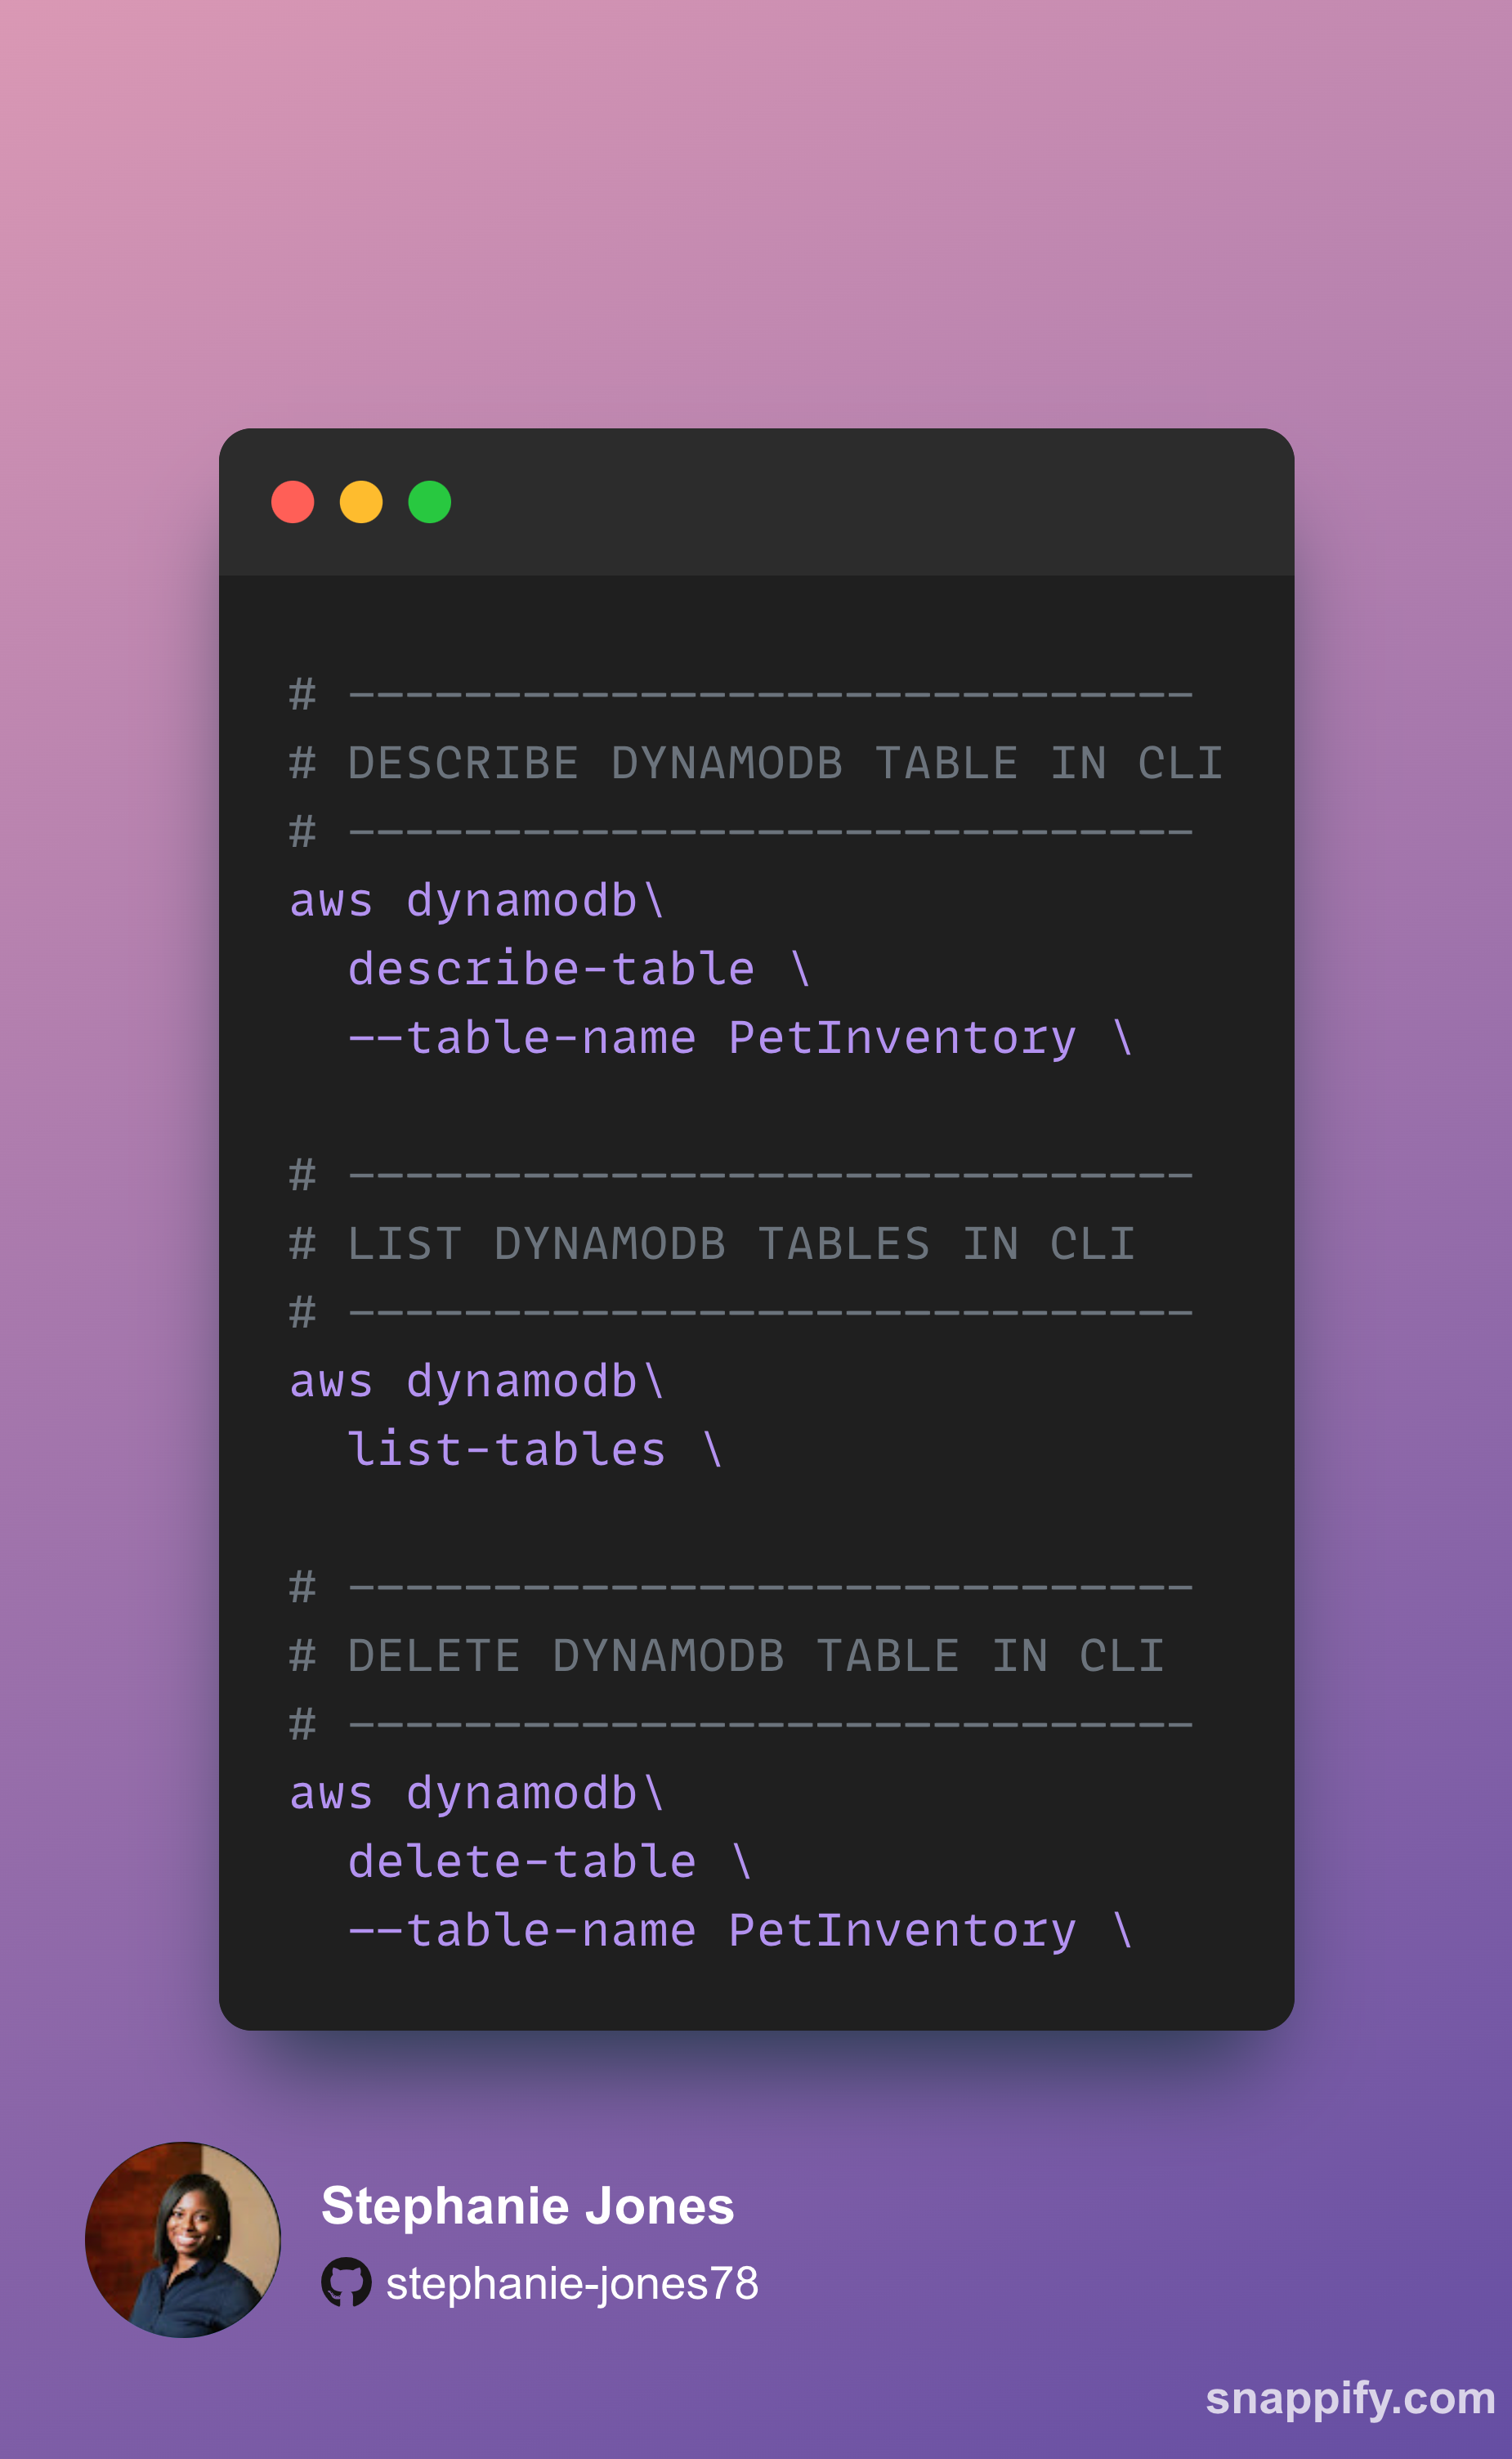 # -----------------------------
# DESCRIBE DYNAMODB TABLE IN CLI
# -----------------------------
aws dynamodb\
  describe-table \
  --table-name PetInventory \
# -----------------------------
# LIST DYNAMODB TABLES IN CLI
# -----------------------------
aws dynamodb\
  list-tables \
# -----------------------------
# DELETE DYNAMODB TABLE IN CLI
# -----------------------------
aws dynamodb\
  delete-table \
  --table-name PetInventory \
Stephanie Jones
stephanie-jones78
snappify.com